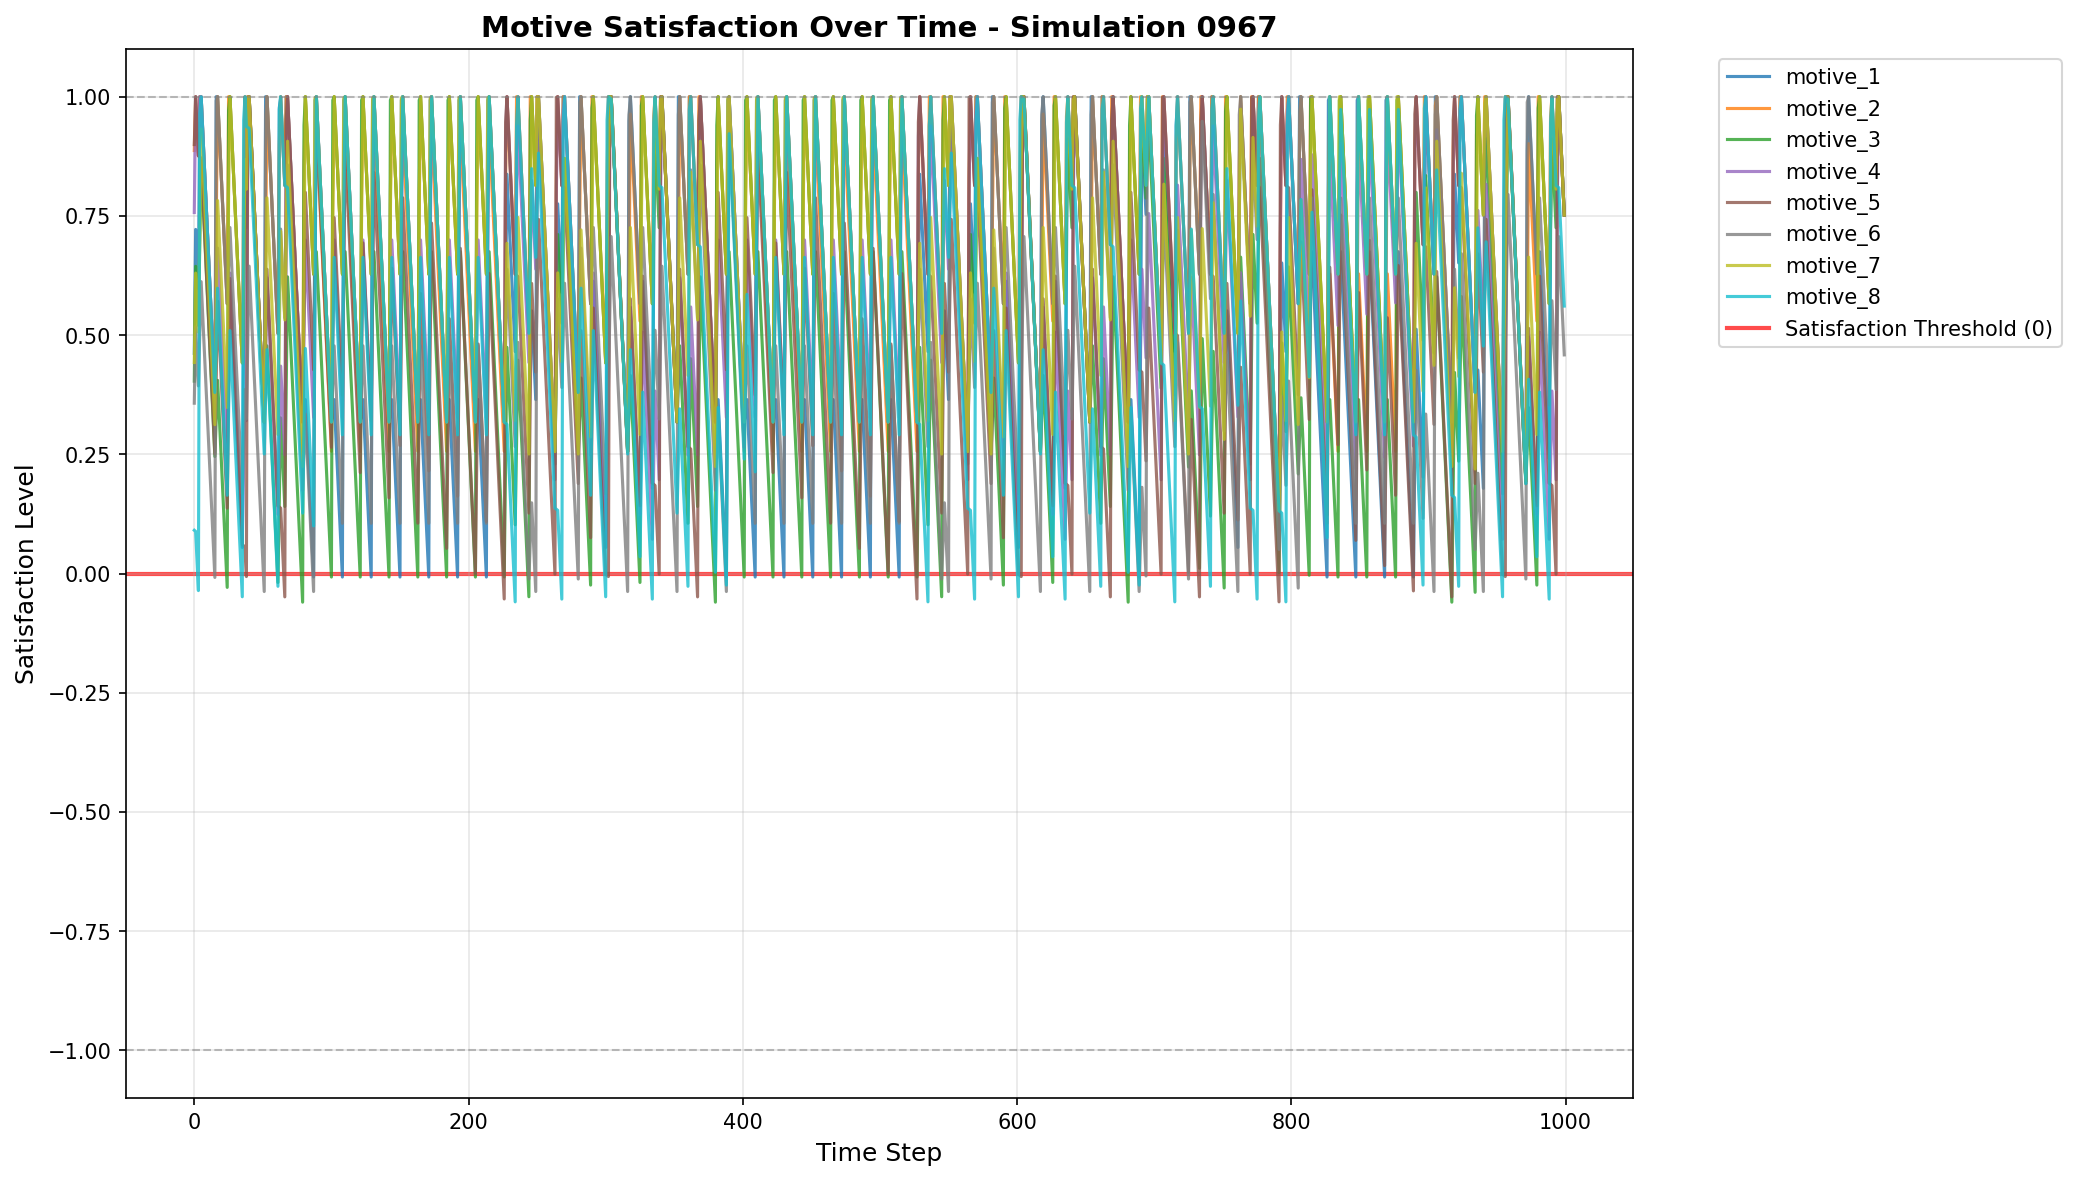 Motive Satisfaction Over Time - Simulation 0967
1.00
0.75
0.50
0.25
0.00
−0.25
−0.50
−0.75
−1.00
Satisfaction Level
0
200
400
600
800
1000
Time Step
motive_1
motive_2
motive_3
motive_4
motive_5
motive_6
motive_7
motive_8
Satisfaction Threshold (0)